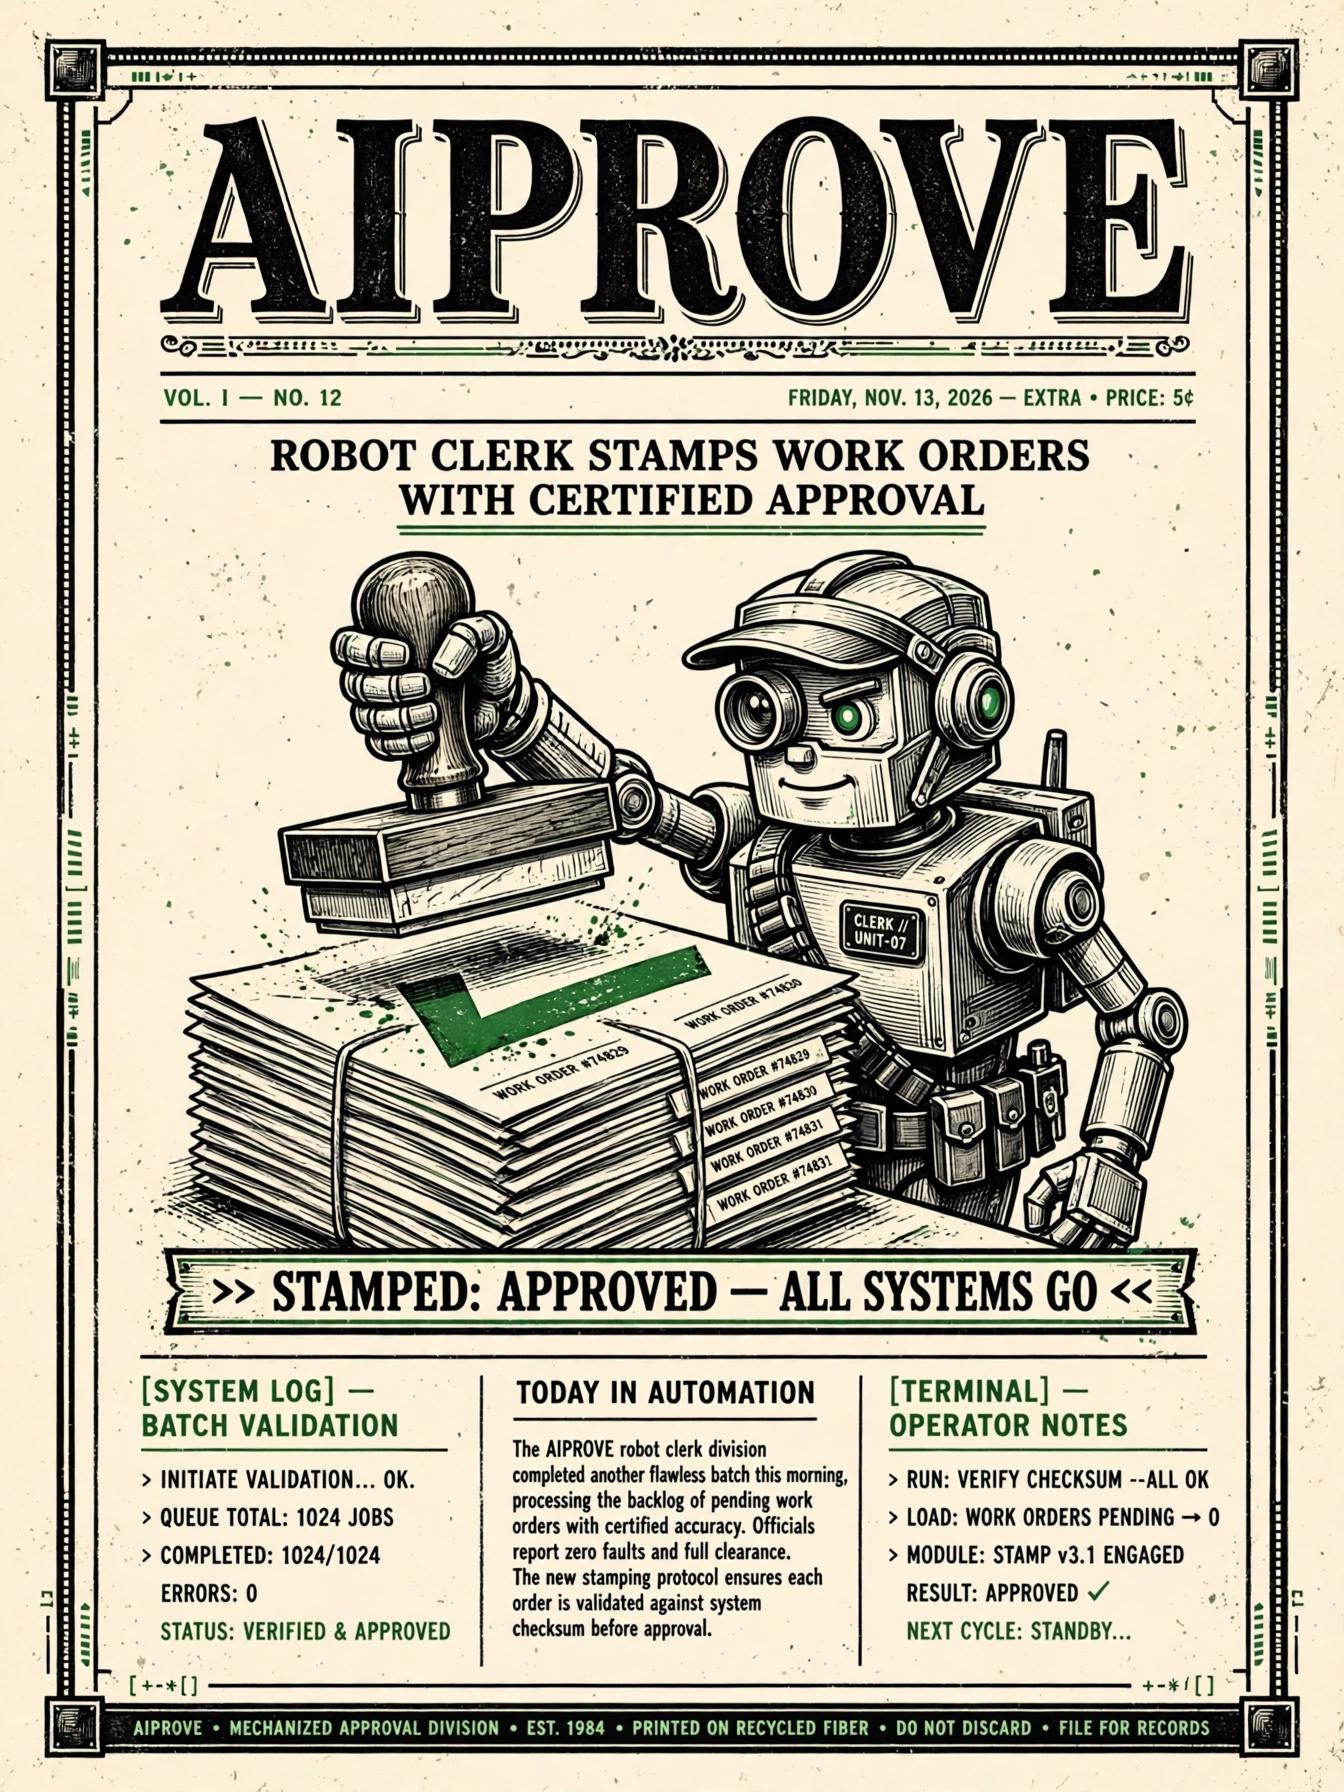 AIPROVE
VOL. I — NO. 12
FRIDAY, NOV. 13, 2026 — EXTRA • PRICE: 5¢
ROBOT CLERK STAMPS WORK ORDERS
WITH CERTIFIED APPROVAL
CLERK //
UNIT-07
WORK ORDER #74830
WORK ORDER #74829
WORK ORDER #74829
WORK ORDER #74830
WORK ORDER #74831
WORK ORDER #74831
>> STAMPED: APPROVED — ALL SYSTEMS GO <<
[SYSTEM LOG] —
BATCH VALIDATION
> INITIATE VALIDATION... OK.
> QUEUE TOTAL: 1024 JOBS
> COMPLETED: 1024/1024
ERRORS: 0
STATUS: VERIFIED & APPROVED
TODAY IN AUTOMATION
The AIPROVE robot clerk division
completed another flawless batch this morning,
processing the backlog of pending work
orders with certified accuracy. Officials
report zero faults and full clearance.
The new stamping protocol ensures each
order is validated against system
checksum before approval.
[TERMINAL] —
OPERATOR NOTES
> RUN: VERIFY CHECKSUM --ALL OK
> LOAD: WORK ORDERS PENDING → 0
> MODULE: STAMP v3.1 ENGAGED
RESULT: APPROVED ✓
NEXT CYCLE: STANDBY...
[+-*[]
+-*/[]
AIPROVE • MECHANIZED APPROVAL DIVISION • EST. 1984 • PRINTED ON RECYCLED FIBER • DO NOT DISCARD • FILE FOR RECORDS